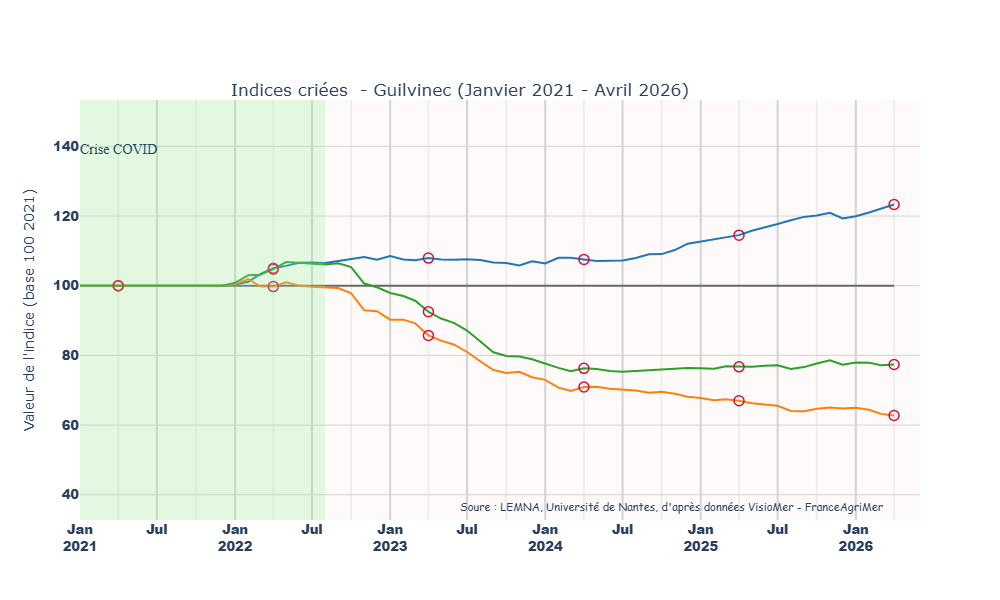 Indices criées  - Guilvinec (Janvier 2021 - Avril 2026)
Valeur de l'Indice (base 100 2021)
140
Crise COVID
120
100
80
60
40
Soure : LEMNA, Université de Nantes, d'après données VisioMer - FranceAgriMer
Jan Jul Jan Jul Jan Jul Jan Jul Jan Jul Jan
2021 2022 2023 2024 2025 2026